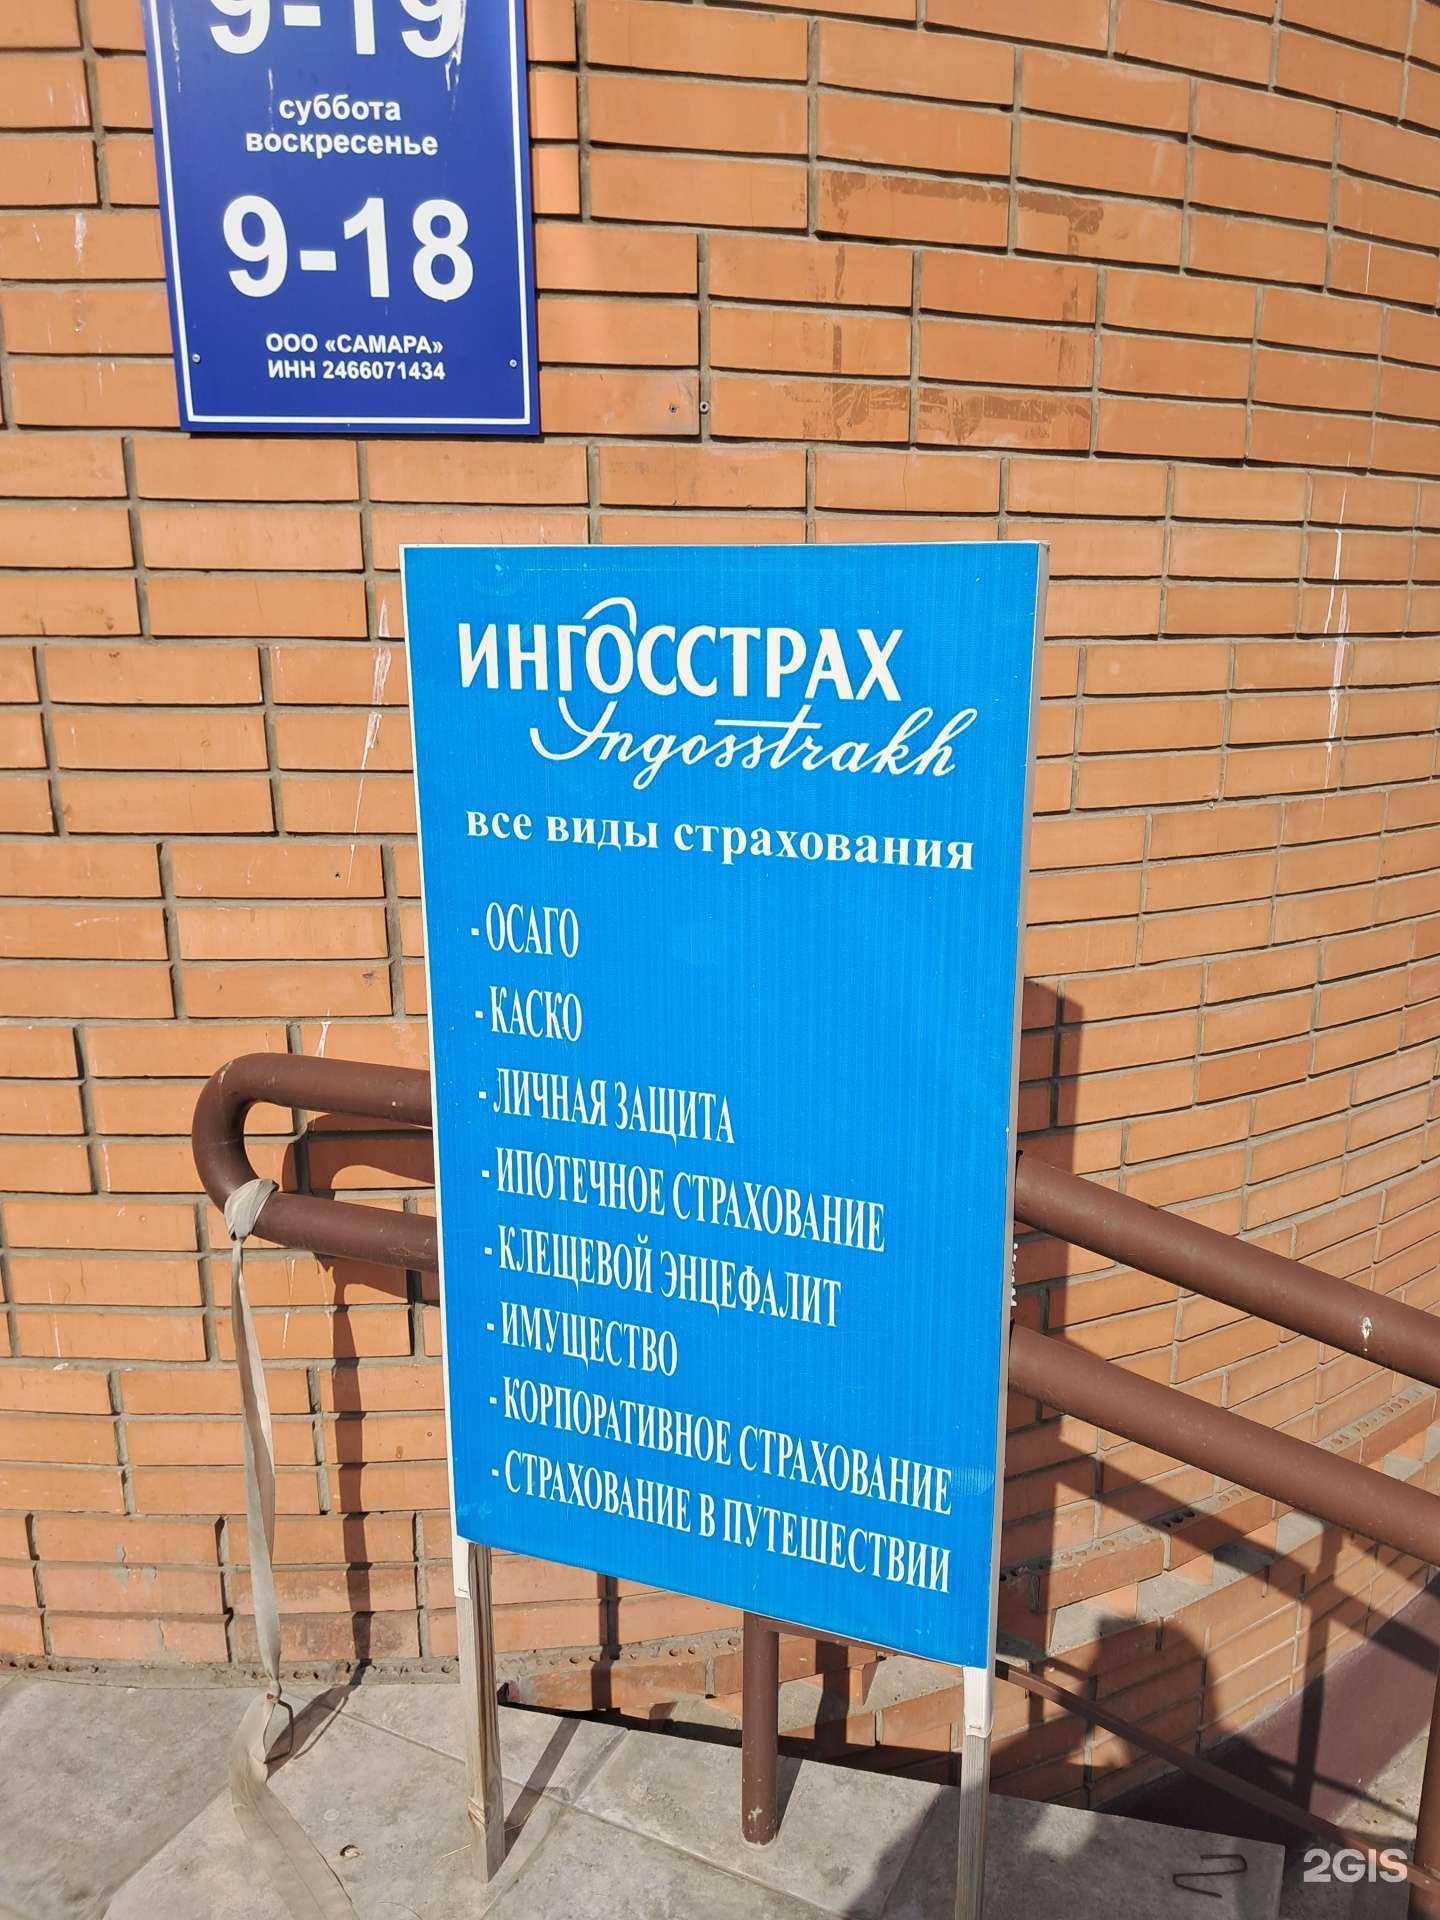 9-19
суббота
воскресенье
9-18
ООО «САМАРА»
ИНН 2466071434
ИНГОССТРАХ
Ingosstrakh
все виды страхования
- ОСАГО
- КАСКО
- ЛИЧНАЯ ЗАЩИТА
- ИПОТЕЧНОЕ СТРАХОВАНИЕ
- КЛЕЩЕВОЙ ЭНЦЕФАЛИТ
- ИМУЩЕСТВО
- КОРПОРАТИВНОЕ СТРАХОВАНИЕ
- СТРАХОВАНИЕ В ПУТЕШЕСТВИИ
2GIS